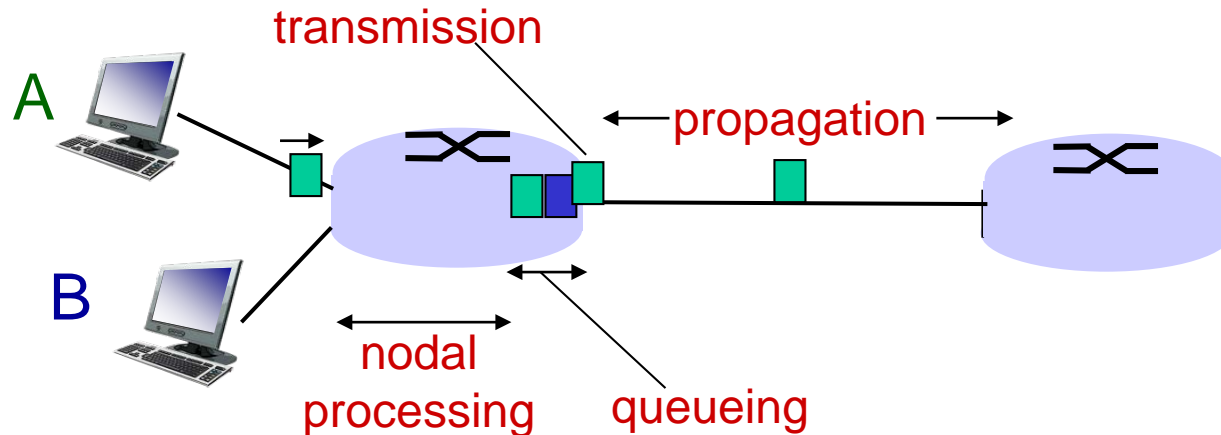 transmission
A
propagation
B
nodal
processing
queueing